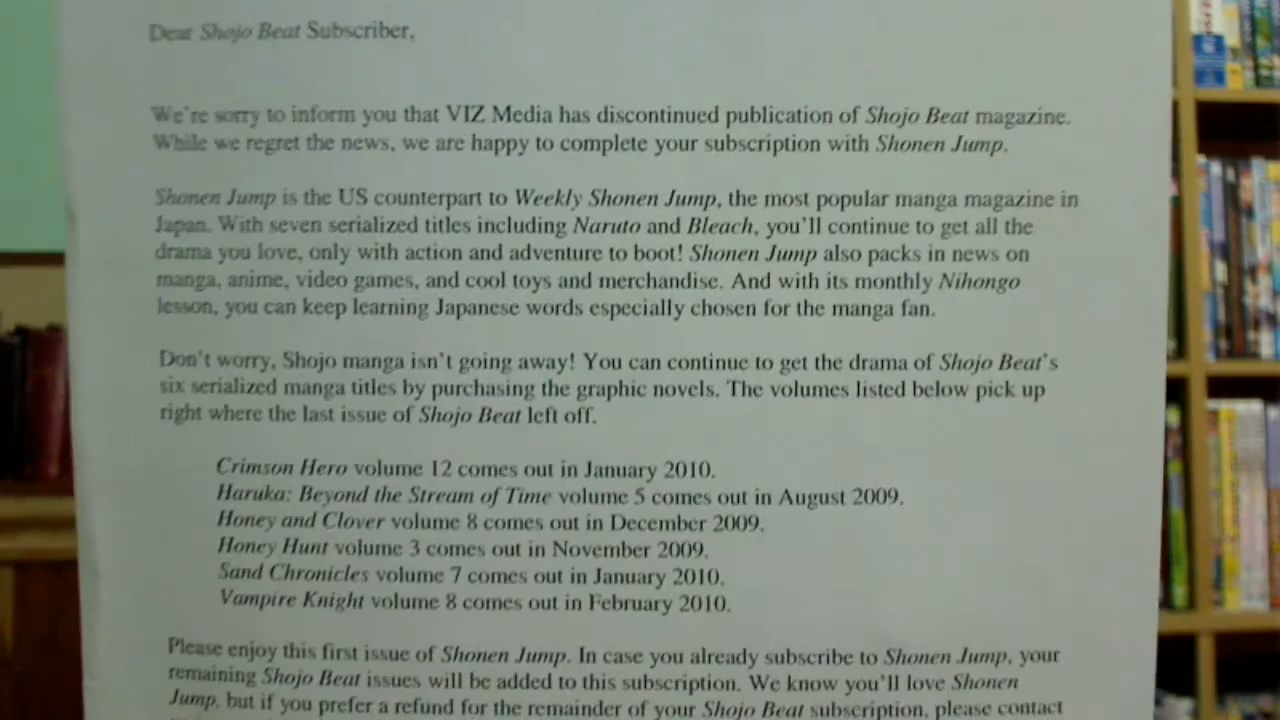 Dear Shojo Beat Subscriber,
We're sorry to inform you that VIZ Media has discontinued publication of Shojo Beat magazine.
While we regret the news, we are happy to complete your subscription with Shonen Jump.
Shonen Jump is the US counterpart to Weekly Shonen Jump, the most popular manga magazine in
Japan. With seven serialized titles including Naruto and Bleach, you'll continue to get all the
drama you love, only with action and adventure to boot! Shonen Jump also packs in news on
manga, anime, video games, and cool toys and merchandise. And with its monthly Nihongo
lesson, you can keep learning Japanese words especially chosen for the manga fan.
Don't worry, Shojo manga isn't going away! You can continue to get the drama of Shojo Beat's
six serialized manga titles by purchasing the graphic novels. The volumes listed below pick up
right where the last issue of Shojo Beat left off.
Crimson Hero volume 12 comes out in January 2010.
Haruka: Beyond the Stream of Time volume 5 comes out in August 2009.
Honey and Clover volume 8 comes out in December 2009.
Honey Hunt volume 3 comes out in November 2009.
Sand Chronicles volume 7 comes out in January 2010.
Vampire Knight volume 8 comes out in February 2010.
Please enjoy this first issue of Shonen Jump. In case you already subscribe to Shonen Jump, your
remaining Shojo Beat issues will be added to this subscription. We know you'll love Shonen
Jump, but if you prefer a refund for the remainder of your Shojo Beat subscription, please contact